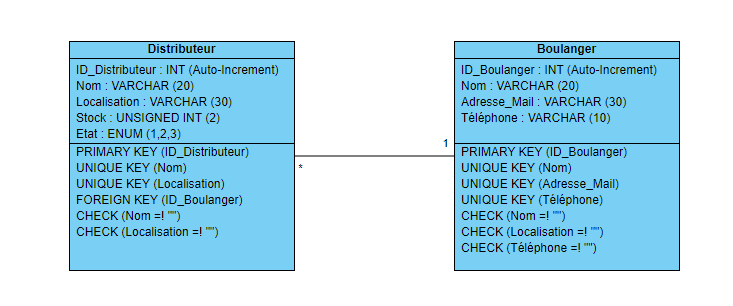 Distributeur
ID_Distributeur : INT (Auto-Increment)
Nom : VARCHAR (20)
Localisation : VARCHAR (30)
Stock : UNSIGNED INT (2)
Etat : ENUM (1,2,3)
PRIMARY KEY (ID_Distributeur)
UNIQUE KEY (Nom)
UNIQUE KEY (Localisation)
FOREIGN KEY (ID_Boulanger)
CHECK (Nom =! "")
CHECK (Localisation =! "")
*
1
Boulanger
ID_Boulanger : INT (Auto-Increment)
Nom : VARCHAR (20)
Adresse_Mail : VARCHAR (30)
Téléphone : VARCHAR (10)
PRIMARY KEY (ID_Boulanger)
UNIQUE KEY (Nom)
UNIQUE KEY (Adresse_Mail)
UNIQUE KEY (Téléphone)
CHECK (Nom =! "")
CHECK (Localisation =! "")
CHECK (Téléphone =! "")